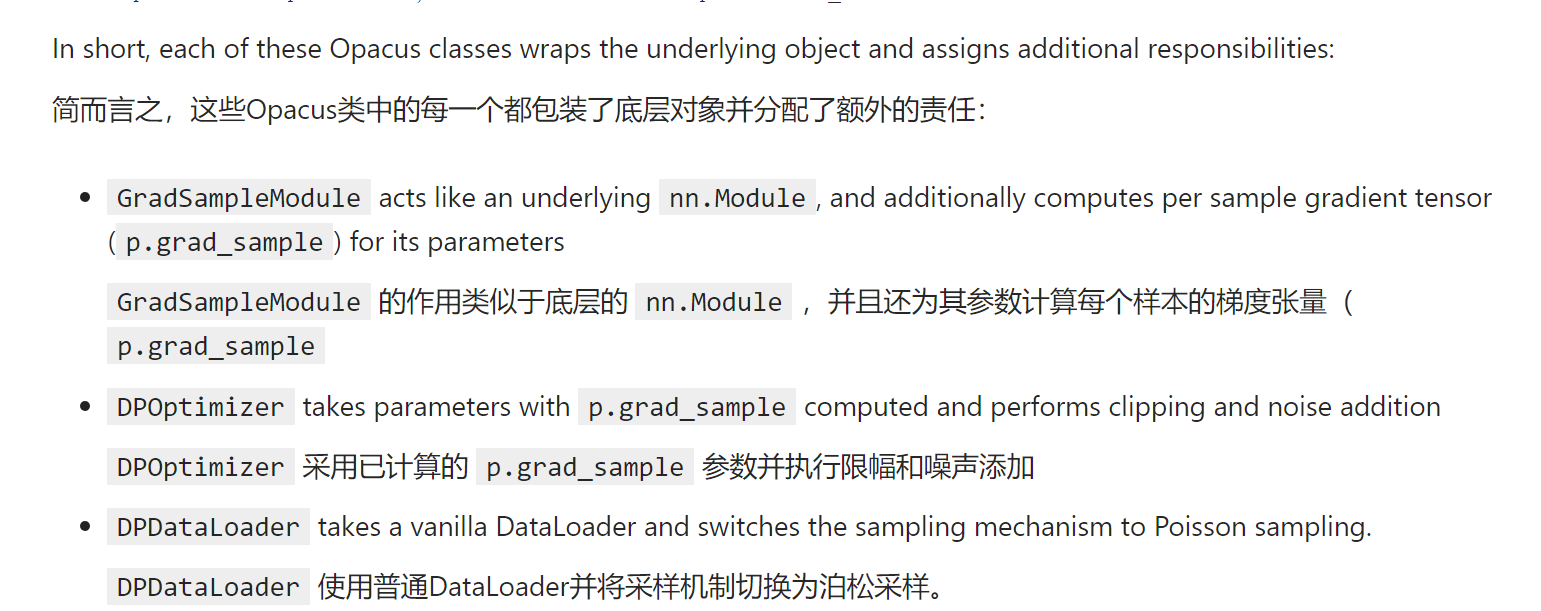 In short, each of these Opacus classes wraps the underlying object and assigns additional responsibilities:
简而言之，这些Opacus类中的每一个都包装了底层对象并分配了额外的责任：
GradSampleModule acts like an underlying nn.Module, and additionally computes per sample gradient tensor
(p.grad_sample) for its parameters
GradSampleModule 的作用类似于底层的 nn.Module ，并且还为其参数计算每个样本的梯度张量（
p.grad_sample
DPOptimizer takes parameters with p.grad_sample computed and performs clipping and noise addition
DPOptimizer 采用已计算的 p.grad_sample 参数并执行限幅和噪声添加
DPDataLoader takes a vanilla DataLoader and switches the sampling mechanism to Poisson sampling.
DPDataLoader 使用普通DataLoader并将采样机制切换为泊松采样。